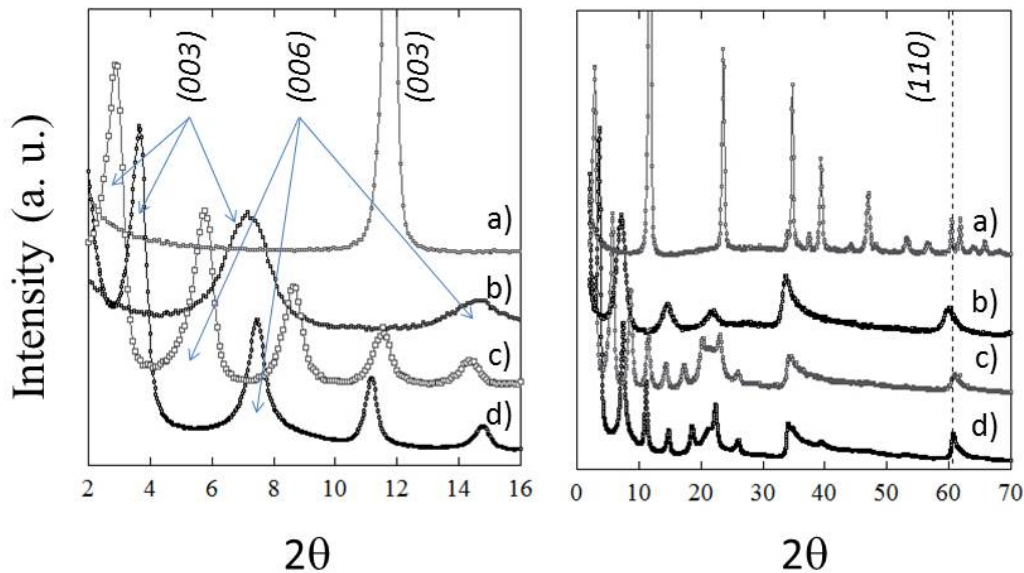 Intensity (a. u.)
(003)
(006)
(003)
a)
b)
c)
d)
2 4 6 8 10 12 14 16
2θ
(110)
a)
b)
c)
d)
0 10 20 30 40 50 60 70
2θ